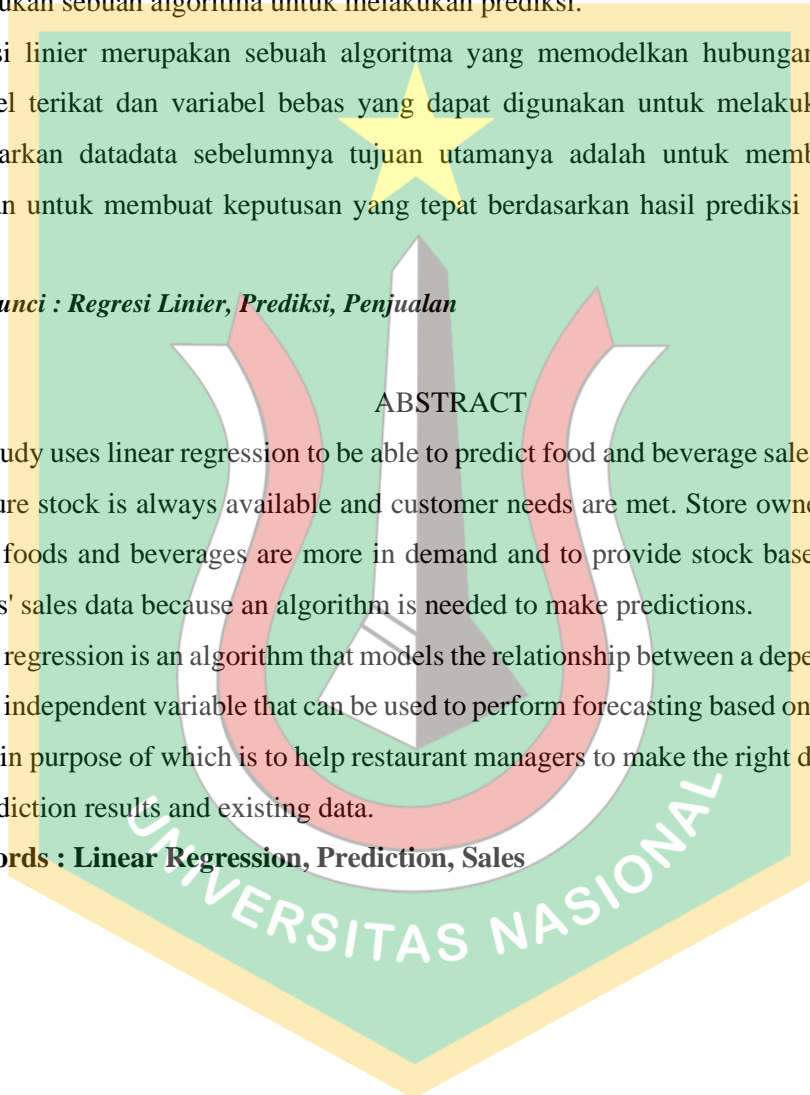 ukan sebuah algoritma untuk melakukan prediksi.
si linier merupakan sebuah algoritma yang memodelkan hubungan
el terikat dan variabel bebas yang dapat digunakan untuk melakuk
arkan datadata sebelumnya tujuan utamanya adalah untuk memb
an untuk membuat keputusan yang tepat berdasarkan hasil prediksi
unci : Regresi Linier, Prediksi, Penjualan
ABSTRACT
udy uses linear regression to be able to predict food and beverage sale
ure stock is always available and customer needs are met. Store owne
foods and beverages are more in demand and to provide stock base
s' sales data because an algorithm is needed to make predictions.
regression is an algorithm that models the relationship between a depe
independent variable that can be used to perform forecasting based on
in purpose of which is to help restaurant managers to make the right d
diction results and existing data.
ords : Linear Regression, Prediction, Sales
UNIVERSITAS NASIONAL